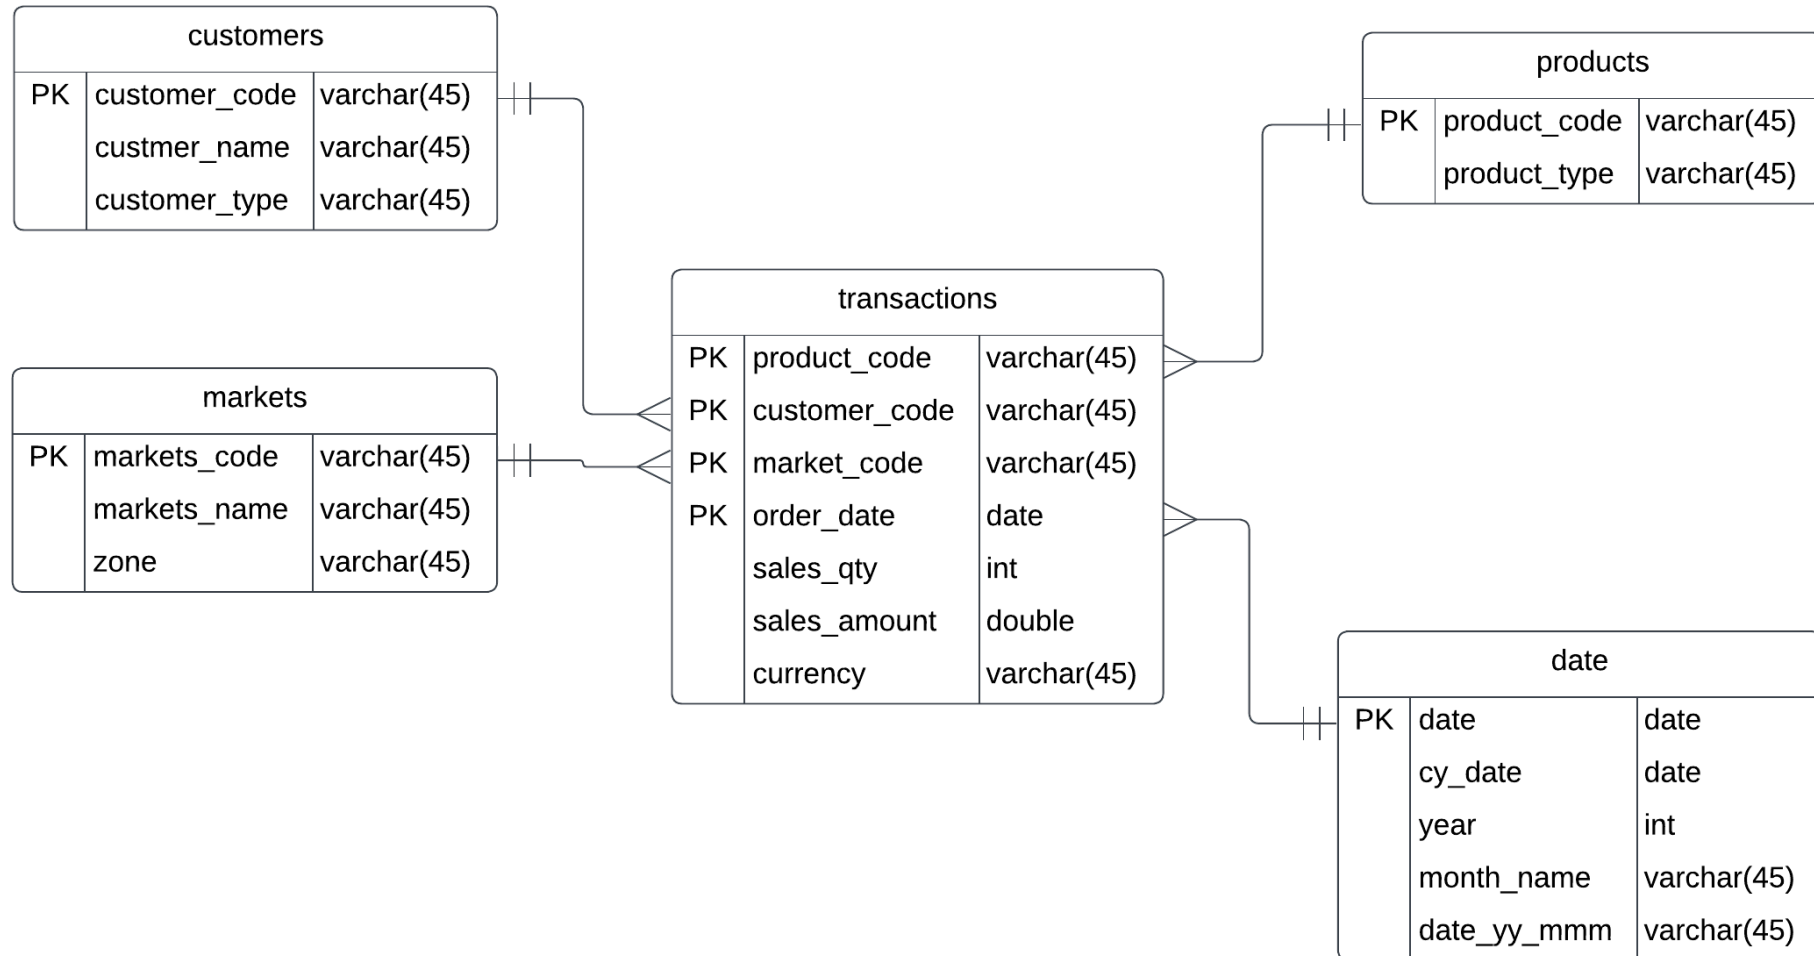 customers
PK customer_code varchar(45)
custmer_name varchar(45)
customer_type varchar(45)
products
PK product_code varchar(45)
product_type varchar(45)
transactions
PK product_code varchar(45)
PK customer_code varchar(45)
PK market_code varchar(45)
PK order_date date
sales_qty int
sales_amount double
currency varchar(45)
markets
PK markets_code varchar(45)
markets_name varchar(45)
zone varchar(45)
date
PK date date
cy_date date
year int
month_name varchar(45)
date_yy_mmm varchar(45)